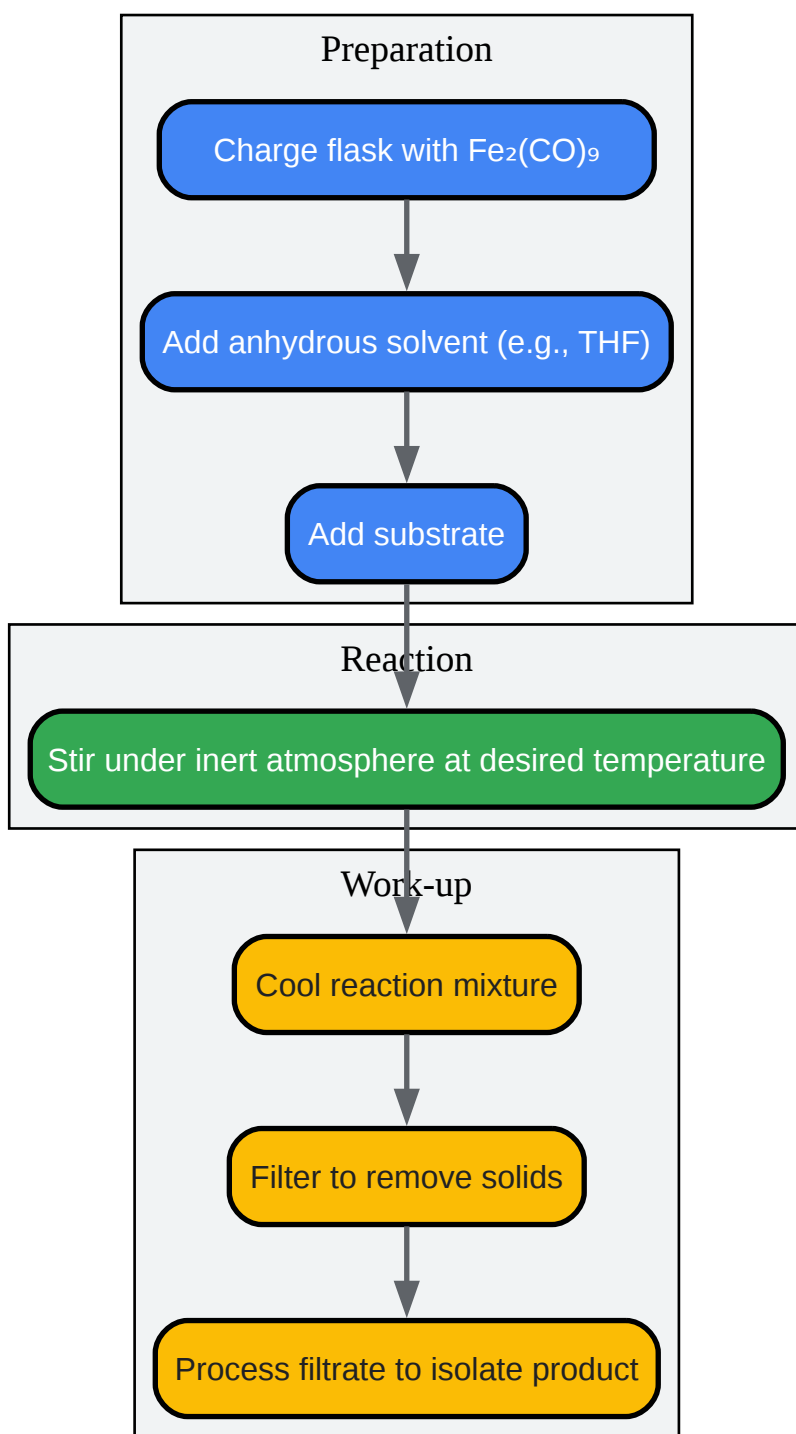 Preparation
Charge flask with Fe₂(CO)₉
Add anhydrous solvent (e.g., THF)
Add substrate
Reaction
Stir under inert atmosphere at desired temperature
Work-up
Cool reaction mixture
Filter to remove solids
Process filtrate to isolate product